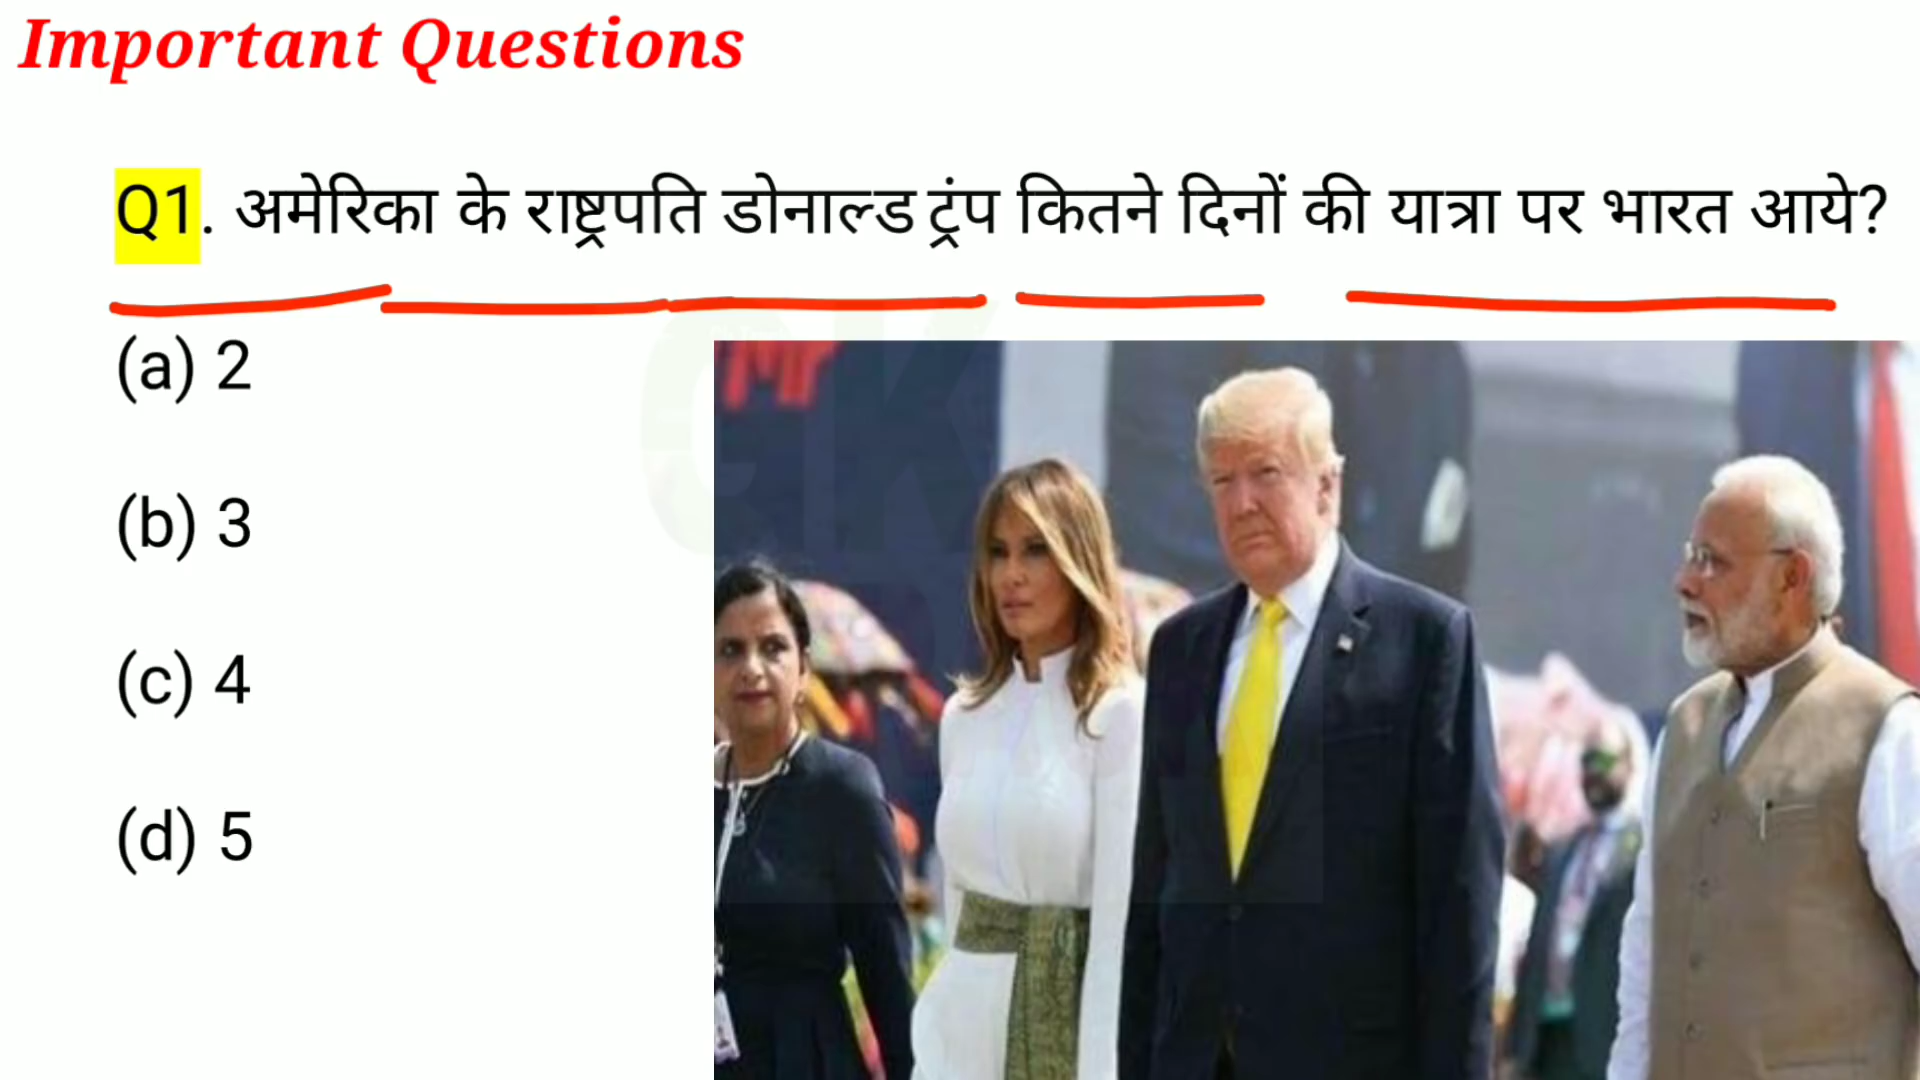 Important Questions
Q1. अमेरिका के राष्ट्रपति डोनाल्ड ट्रंप कितने दिनों की यात्रा पर भारत आये?
(a) 2
(b) 3
(c) 4
(d) 5